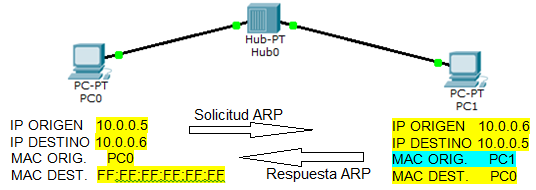 Hub-PT
Hub0
PC-PT
PC0
PC-PT
PC1
Solicitud ARP
IP ORIGEN 10.0.0.5
IP DESTINO 10.0.0.6
MAC ORIG. PC0
MAC DEST. FF:FF:FF:FF:FF:FF
IP ORIGEN 10.0.0.6
IP DESTINO 10.0.0.5
MAC ORIG. PC1
MAC DEST. PC0
Respuesta ARP